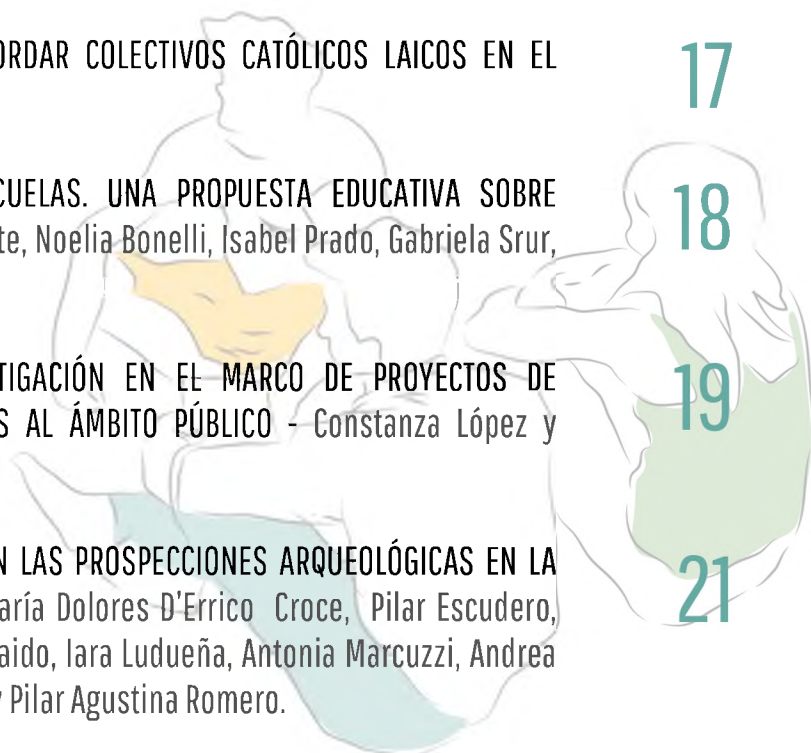 ORDAR COLECTIVOS CATÓLICOS LAICOS EN EL 17
CUELAS. UNA PROPUESTA EDUCATIVA SOBRE 18
te, Noelia Bonelli, Isabel Prado, Gabriela Srur,
TIGACIÓN EN EL MARCO DE PROYECTOS DE 19
S AL ÁMBITO PÚBLICO - Constanza López y
N LAS PROSPECCIONES ARQUEOLÓGICAS EN LA 21
aría Dolores D'Errico Croce, Pilar Escudero,
aido, Iara Ludueña, Antonia Marcuzzi, Andrea
y Pilar Agustina Romero.